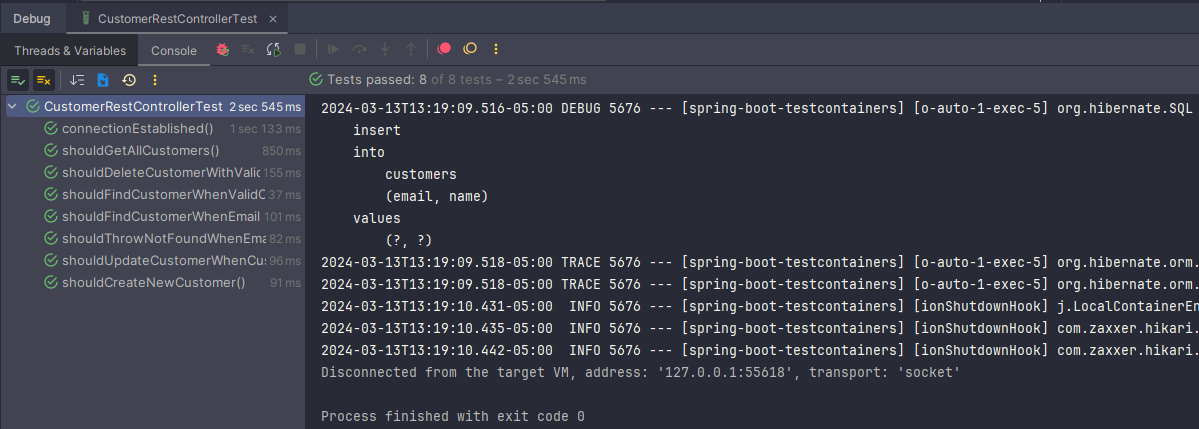 Debug CustomerRestControllerTest ×
Threads & Variables Console
Tests passed: 8 of 8 tests – 2 sec 545 ms
CustomerRestControllerTest 2 sec 545 ms
connectionEstablished() 1 sec 133 ms
shouldGetAllCustomers() 850 ms
shouldDeleteCustomerWithValid 155 ms
shouldFindCustomerWhenValidC 37 ms
shouldFindCustomerWhenEmail 101 ms
shouldThrowNotFoundWhenEma 82 ms
shouldUpdateCustomerWhenCus 96 ms
shouldCreateNewCustomer() 91 ms
2024-03-13T13:19:09.516-05:00 DEBUG 5676 --- [spring-boot-testcontainers] [o-auto-1-exec-5] org.hibernate.SQL
insert
into
customers
(email, name)
values
(?, ?)
2024-03-13T13:19:09.518-05:00 TRACE 5676 --- [spring-boot-testcontainers] [o-auto-1-exec-5] org.hibernate.orm.
2024-03-13T13:19:09.518-05:00 TRACE 5676 --- [spring-boot-testcontainers] [o-auto-1-exec-5] org.hibernate.orm.
2024-03-13T13:19:10.431-05:00 INFO 5676 --- [spring-boot-testcontainers] [ionShutdownHook] j.LocalContainerEn
2024-03-13T13:19:10.435-05:00 INFO 5676 --- [spring-boot-testcontainers] [ionShutdownHook] com.zaxxer.hikari.
2024-03-13T13:19:10.442-05:00 INFO 5676 --- [spring-boot-testcontainers] [ionShutdownHook] com.zaxxer.hikari.
Disconnected from the target VM, address: '127.0.0.1:55618', transport: 'socket'
Process finished with exit code 0